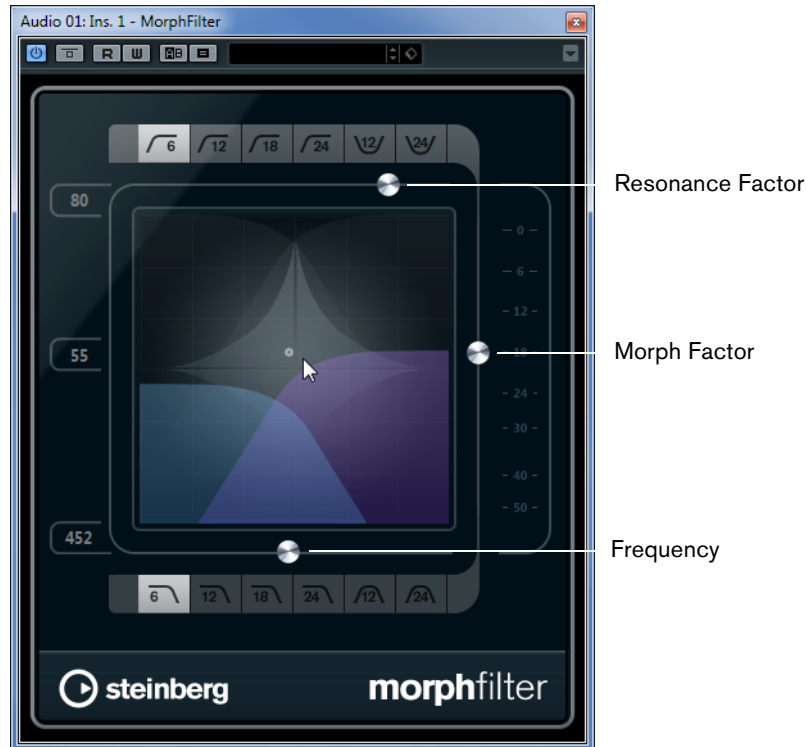 Audio 01: Ins. 1 - MorphFilter
R W AB
6 12 18 24 12 24
Resonance Factor
80
0
6
12
55
18
Morph Factor
24
30
40
50
452
Frequency
6 12 18 24 12 24
steinberg morphfilter